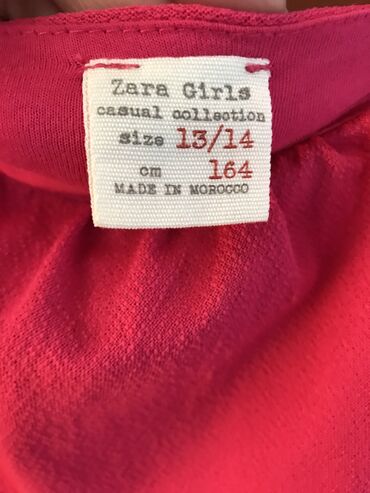 Zara Girls
casual collection
size 13/14
cm 164
MADE IN MOROCCO